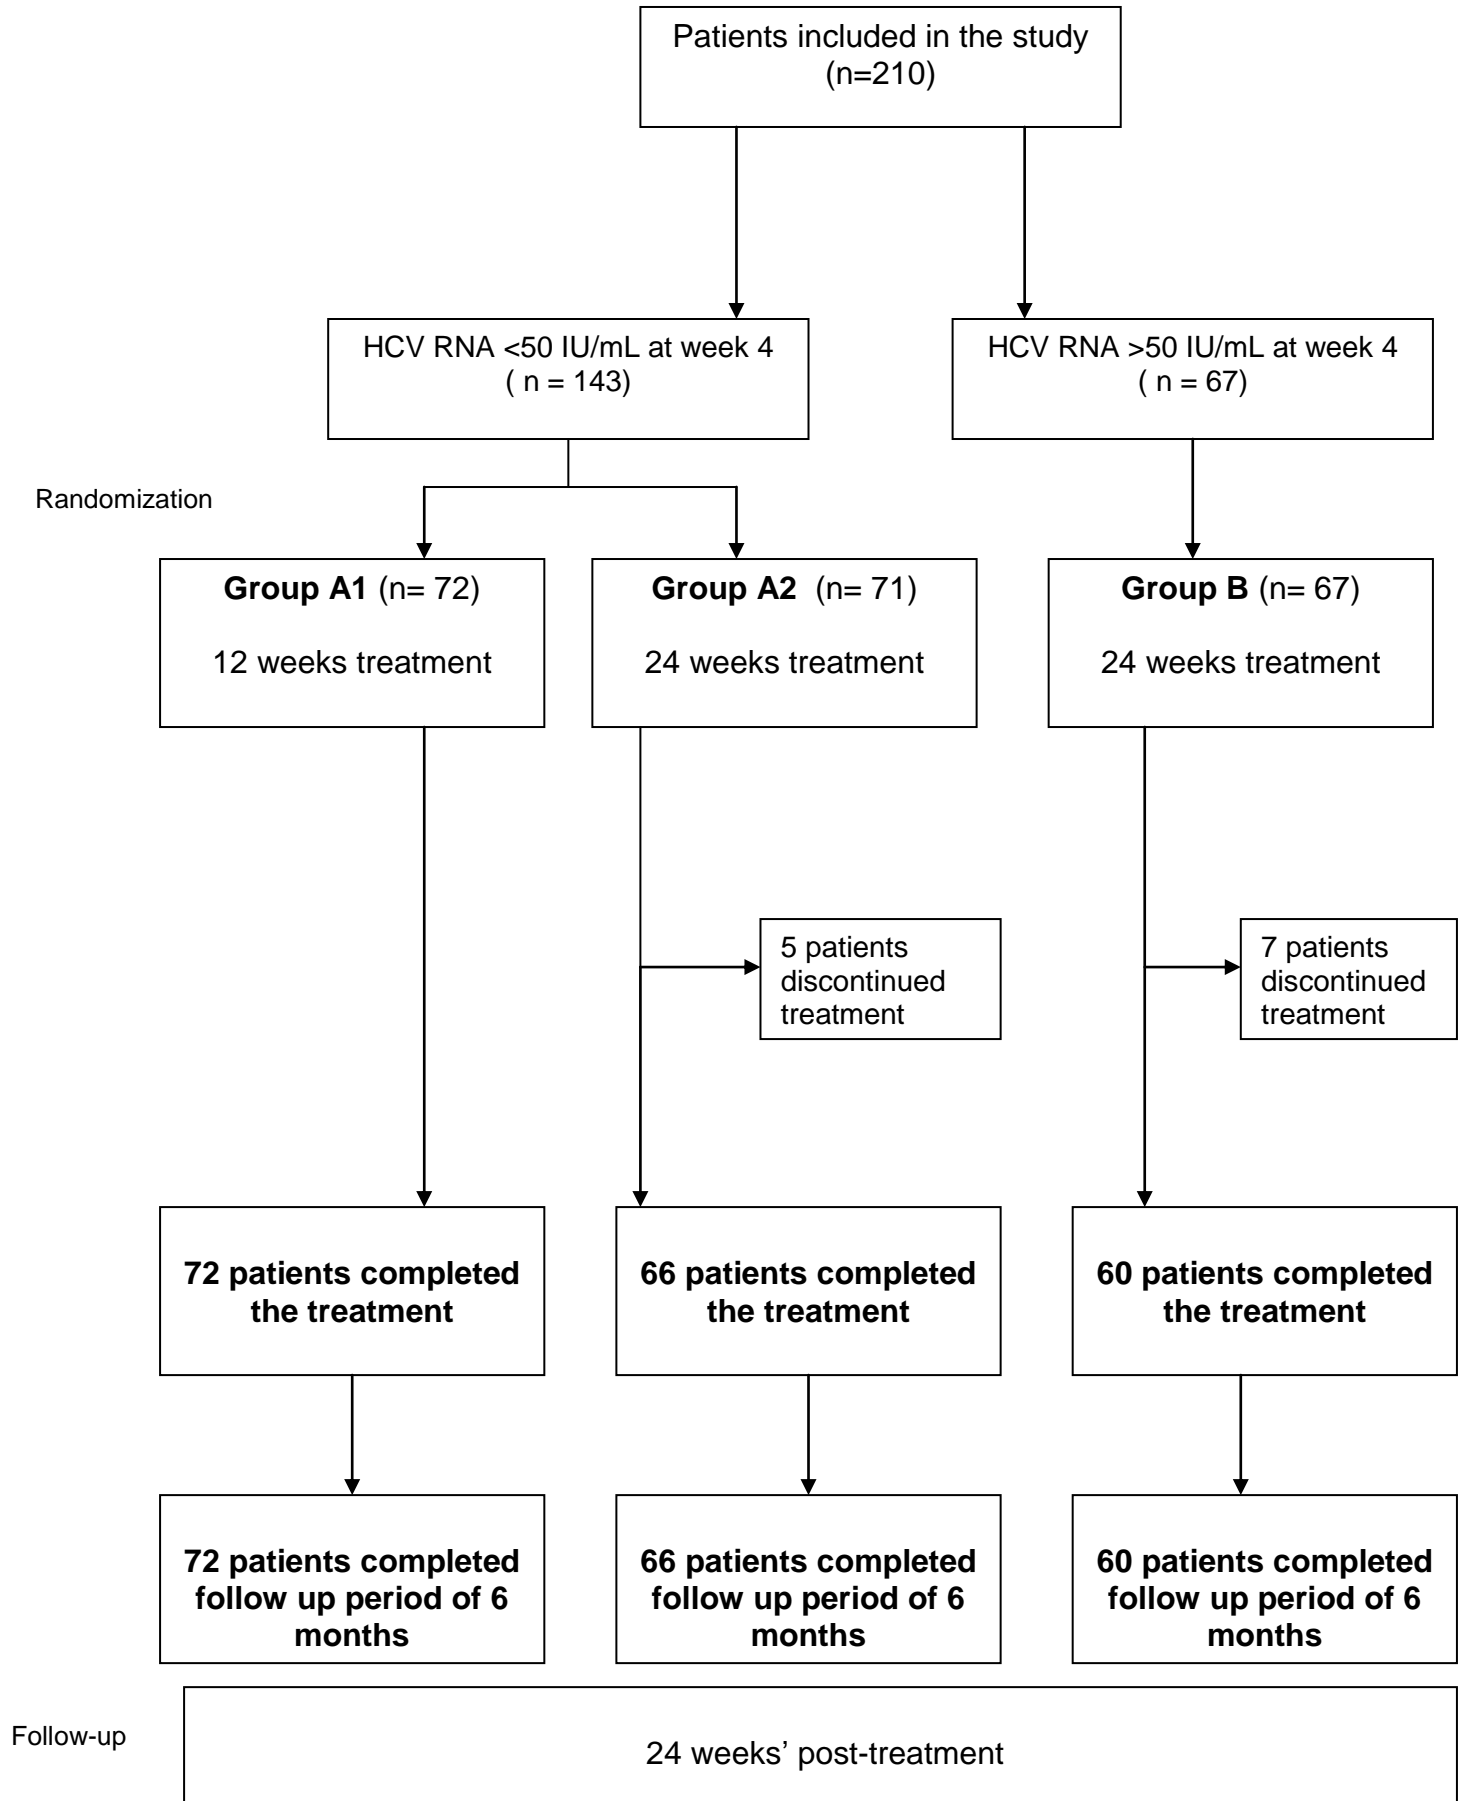 Patients included in the study
(n=210)
HCV RNA <50 IU/mL at week 4
( n = 143)
HCV RNA >50 IU/mL at week 4
( n = 67)
Randomization
Group A1 (n= 72)
12 weeks treatment
Group A2  (n= 71)
24 weeks treatment
Group B (n= 67)
24 weeks treatment
5 patients
discontinued
treatment
7 patients
discontinued
treatment
72 patients completed
the treatment
66 patients completed
the treatment
60 patients completed
the treatment
72 patients completed
follow up period of 6
months
66 patients completed
follow up period of 6
months
60 patients completed
follow up period of 6
months
Follow-up
24 weeks’ post-treatment